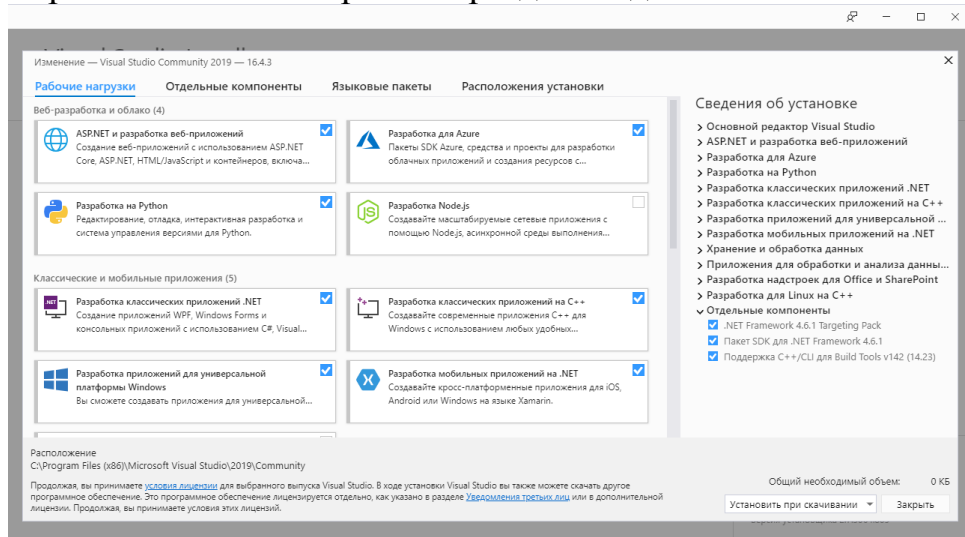 Изменение — Visual Studio Community 2019 — 16.4.3
Рабочие нагрузки
Отдельные компоненты
Языковые пакеты
Расположения установки
Веб-разработка и облако (4)
ASP.NET и разработка веб-приложений
Создание веб-приложений с использованием ASP.NET
Core, ASP.NET, HTML/JavaScript и контейнеров, включа...
Разработка для Azure
Пакеты SDK Azure, средства и проекты для разработки
облачных приложений и создания ресурсов с...
Разработка на Python
Редактирование, отладка, интерактивная разработка и
система управления версиями для Python.
Разработка Node.js
Создавайте масштабируемые сетевые приложения с
помощью Node.js, асинхронной среды выполнения...
Классические и мобильные приложения (5)
.NET
Разработка классических приложений .NET
Создание приложений WPF, Windows Forms и
консольных приложений с использованием C#, Visual...
Разработка классических приложений на C++
Создавайте современные приложения C++ для
Windows с использованием любых удобных...
Разработка приложений для универсальной
платформы Windows
Вы сможете создавать приложения для универсальной...
Разработка мобильных приложений на .NET
Создавайте кросс-платформенные приложения для iOS,
Android или Windows на языке Xamarin.
Сведения об установке
Основной редактор Visual Studio
ASP.NET и разработка веб-приложений
Разработка для Azure
Разработка на Python
Разработка классических приложений .NET
Разработка классических приложений на C++
Разработка приложений для универсальной ...
Разработка мобильных приложений на .NET
Хранение и обработка данных
Приложения для обработки и анализа данны...
Разработка надстроек для Office и SharePoint
Разработка для Linux на C++
Отдельные компоненты
.NET Framework 4.6.1 Targeting Pack
Пакет SDK для .NET Framework 4.6.1
Поддержка C++/CLI для Build Tools v142 (14.23)
Расположение
C:\Program Files (x86)\Microsoft Visual Studio\2019\Community
Продолжая, вы принимаете условия лицензии для выбранного выпуска Visual Studio. В ходе установки Visual Studio вы также можете скачать другое
программное обеспечение. Это программное обеспечение лицензируется отдельно, как указано в разделе Уведомления третьих лиц или в дополнительной
лицензии. Продолжая, вы принимаете условия этих лицензий.
Общий необходимый объем: 0 КБ
Установить при скачивании
Закрыть